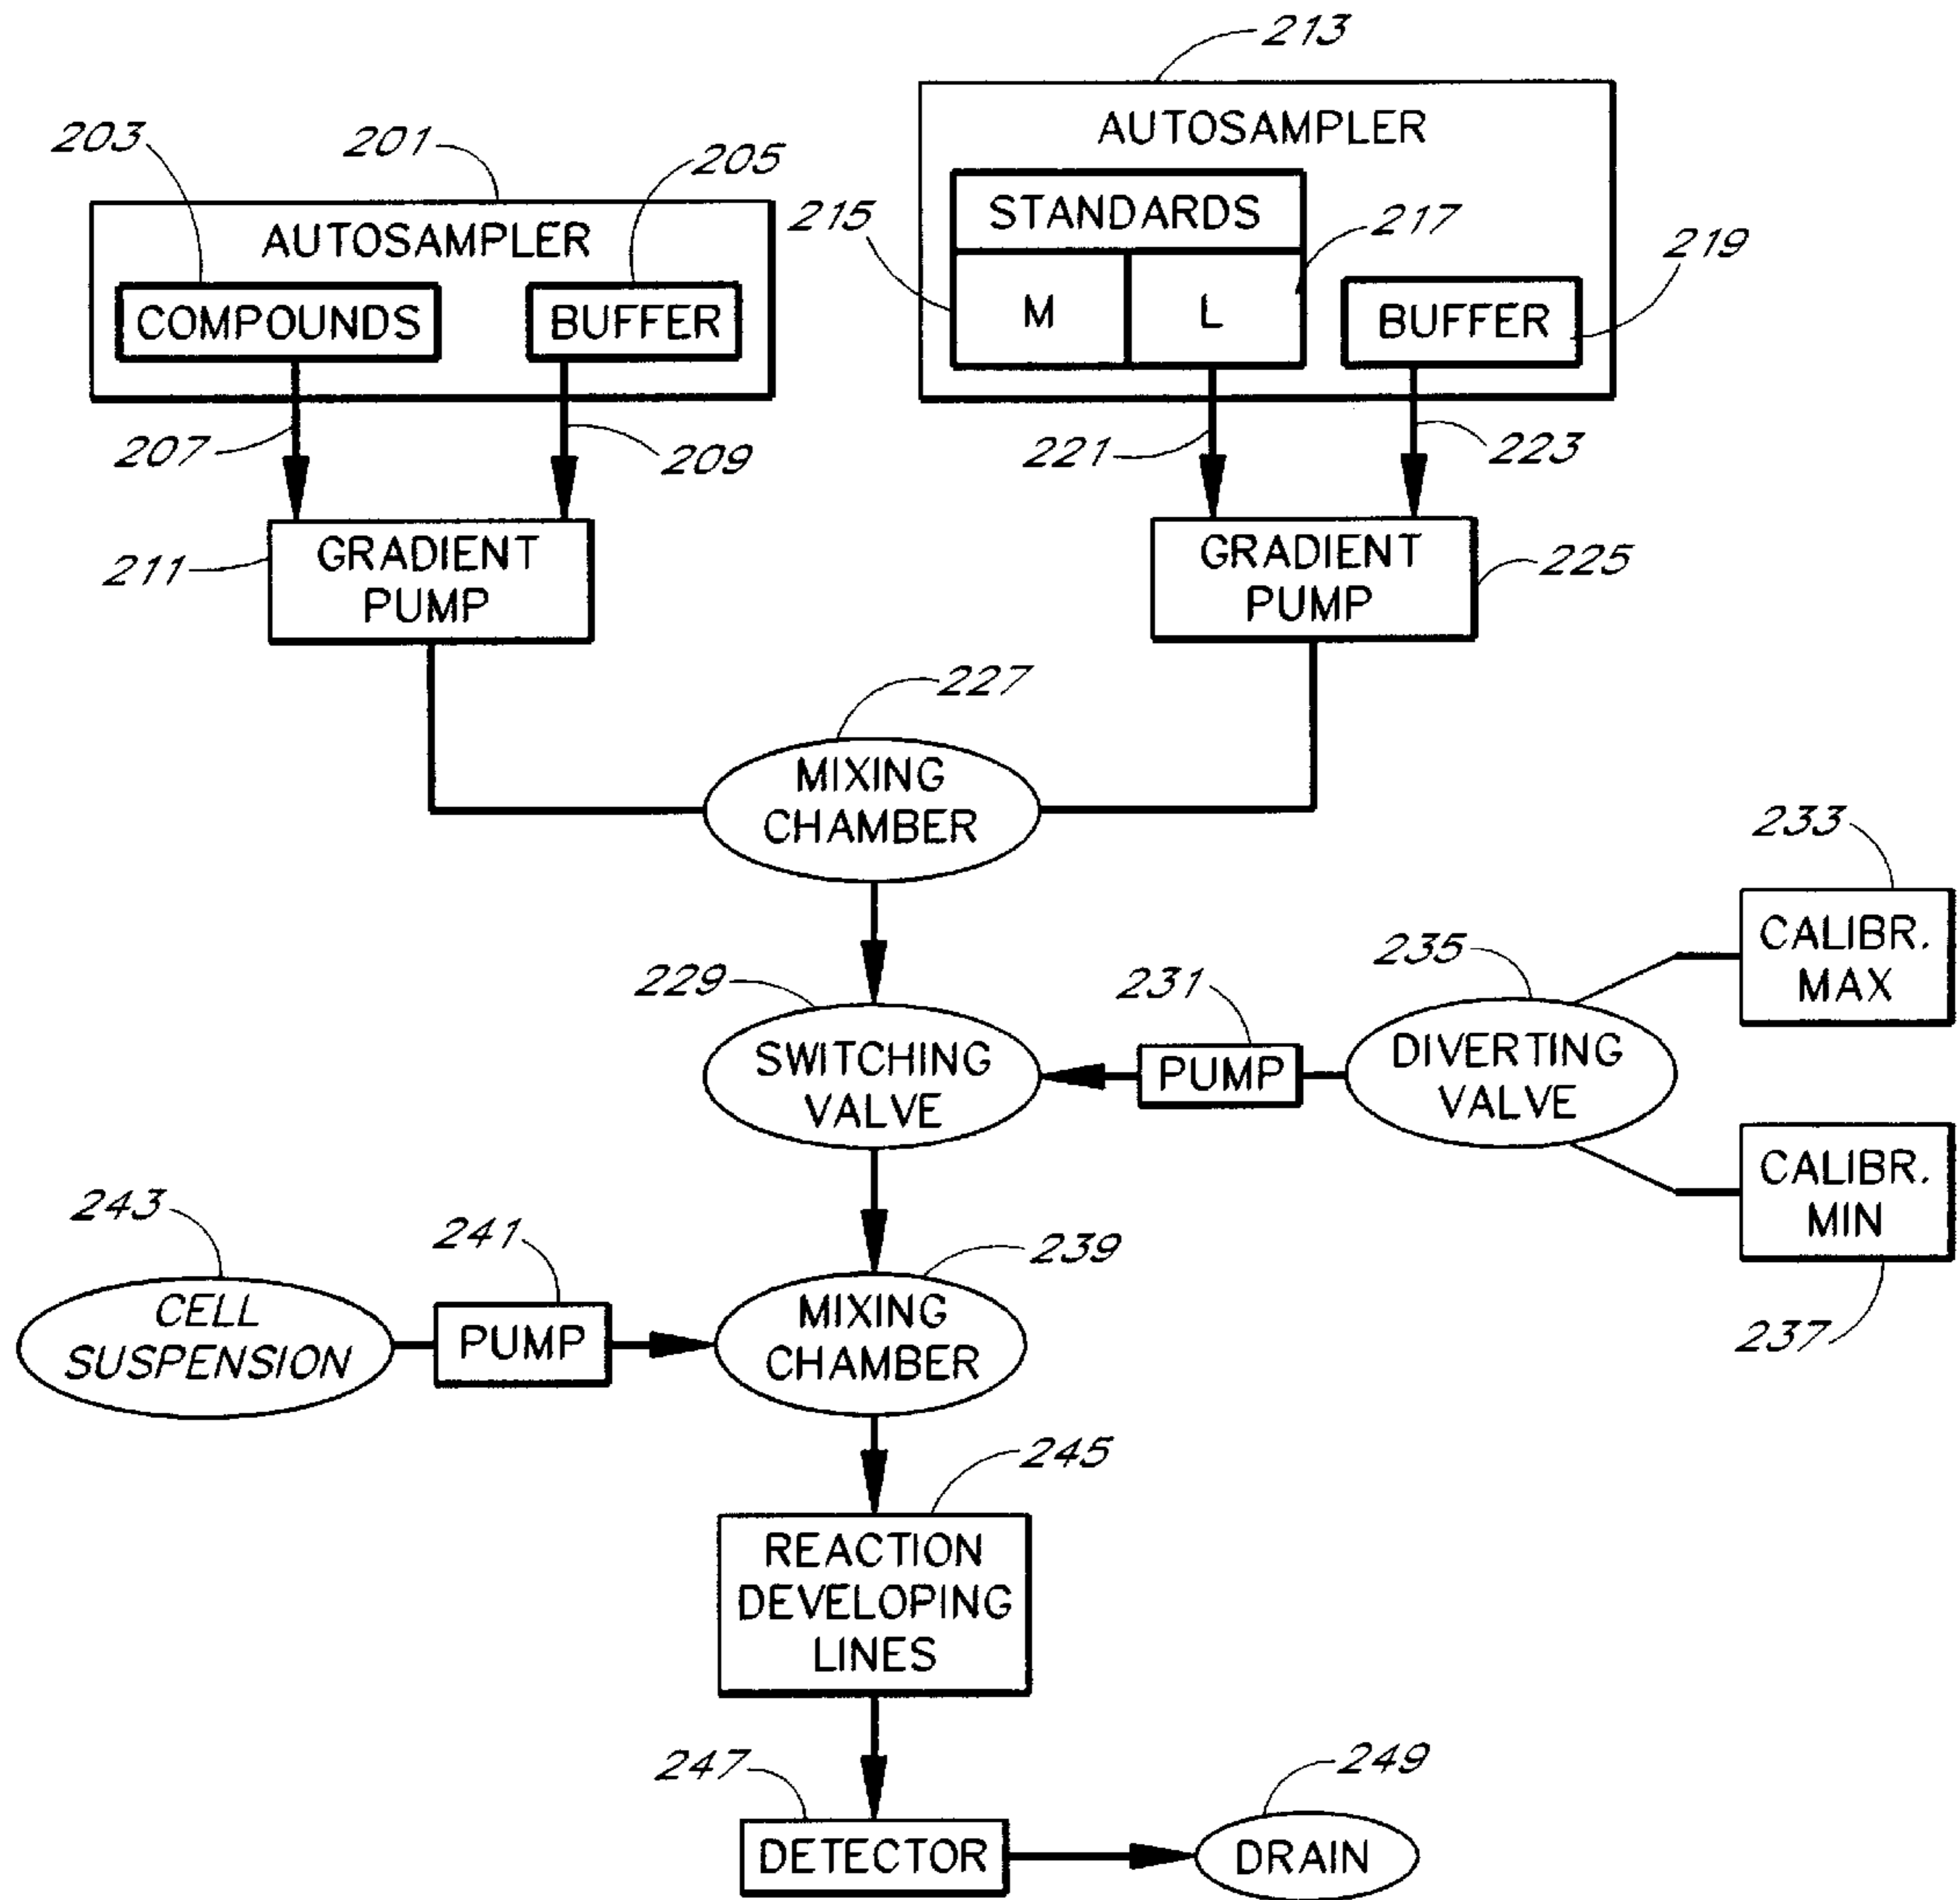 213
AUTOSAMPLER
203
201
205
STANDARDS
215
217
219
AUTOSAMPLER
M
L
COMPOUNDS
BUFFER
BUFFER
207
209
221
223
211
GRADIENT
PUMP
GRADIENT
PUMP
225
227
MIXING
CHAMBER
233
CALIBR.
MAX
229
231
235
SWITCHING
VALVE
PUMP
DIVERTING
VALVE
CALIBR.
MIN
237
243
241
239
CELL
SUSPENSION
PUMP
MIXING
CHAMBER
245
REACTION
DEVELOPING
LINES
247
249
DETECTOR
DRAIN